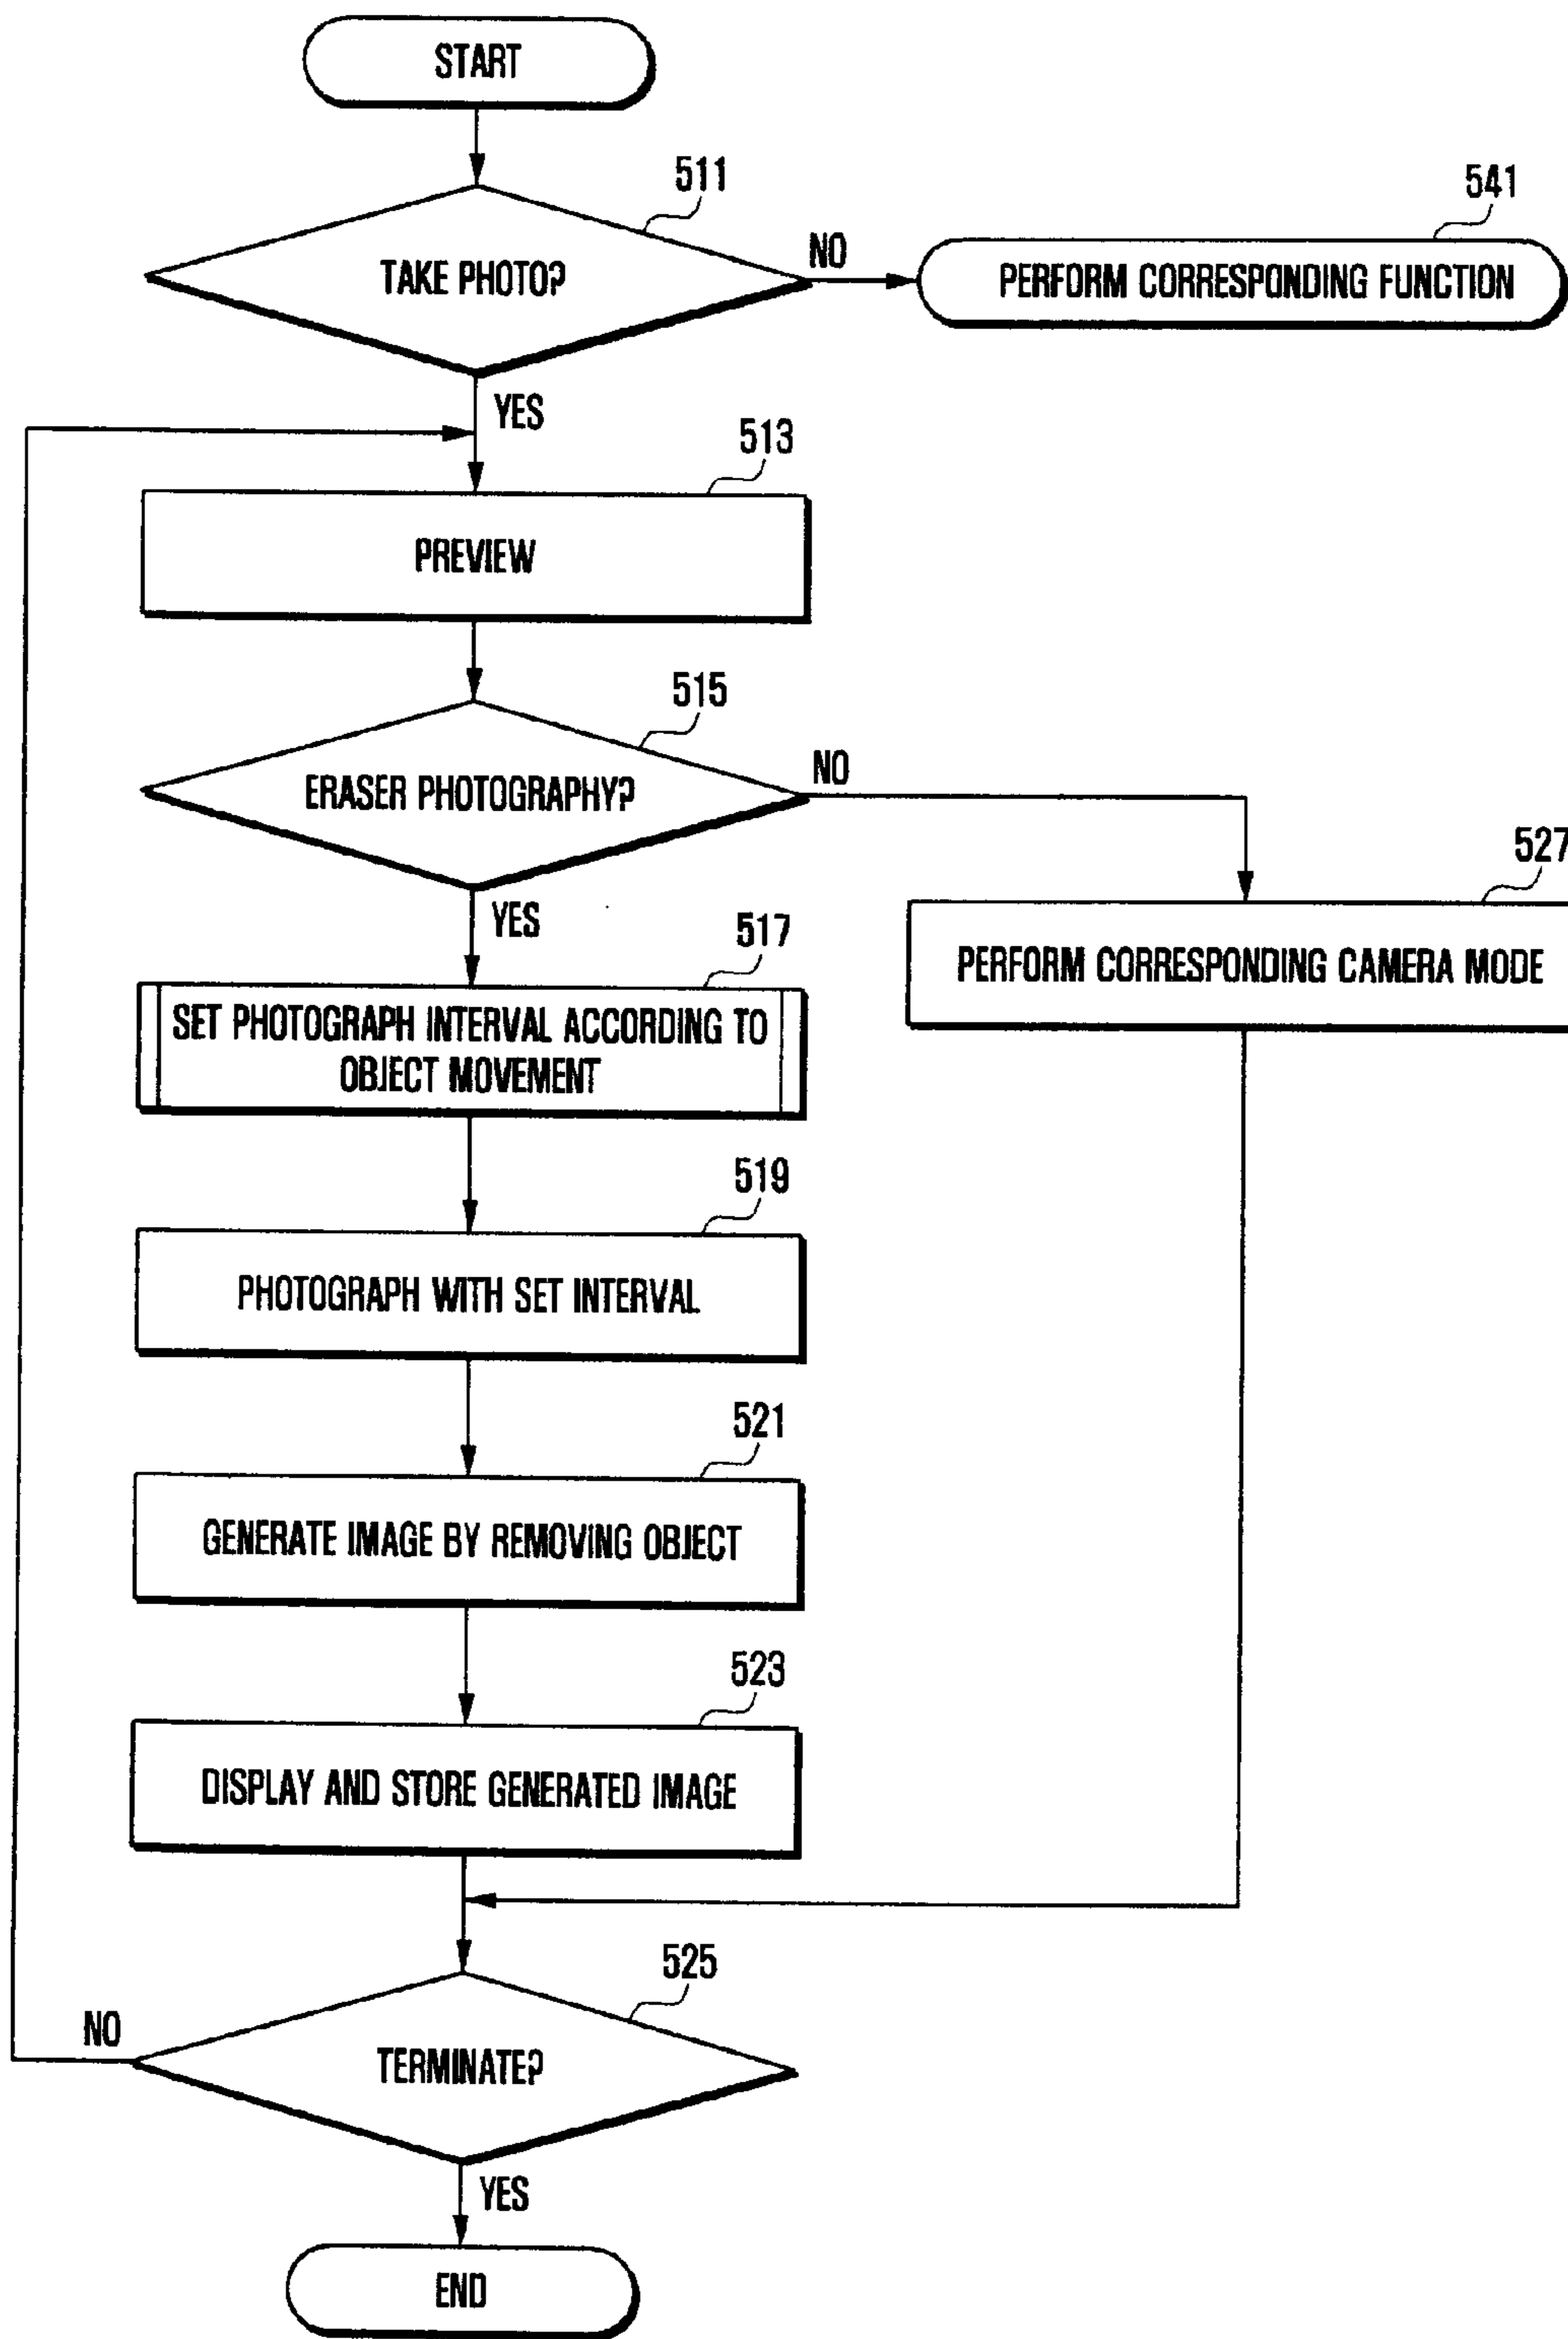 START
511
541
TAKE PHOTO?
NO
PERFORM CORRESPONDING FUNCTION
YES
513
PREVIEW
515
ERASER PHOTOGRAPHY?
NO
527
YES
517
PERFORM CORRESPONDING CAMERA MODE
SET PHOTOGRAPH INTERVAL ACCORDING TO
OBJECT MOVEMENT
519
PHOTOGRAPH WITH SET INTERVAL
521
GENERATE IMAGE BY REMOVING OBJECT
523
DISPLAY AND STORE GENERATED IMAGE
525
NO
TERMINATE?
YES
END